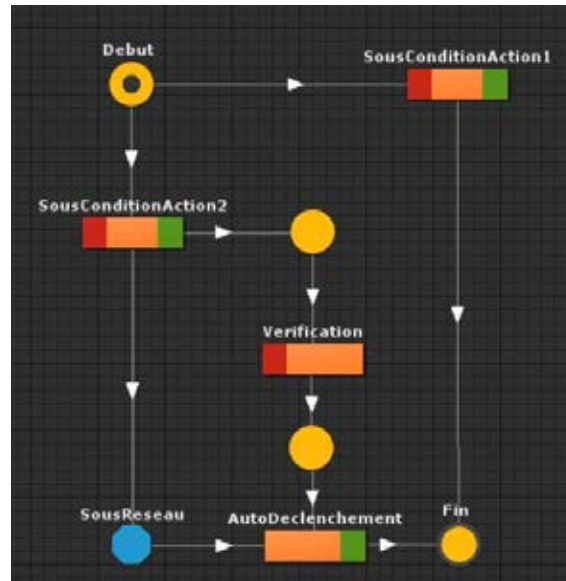 Debut
SousConditionAction1
SousConditionAction2
Verification
SousReseau
AutoDeclenchement
Fin